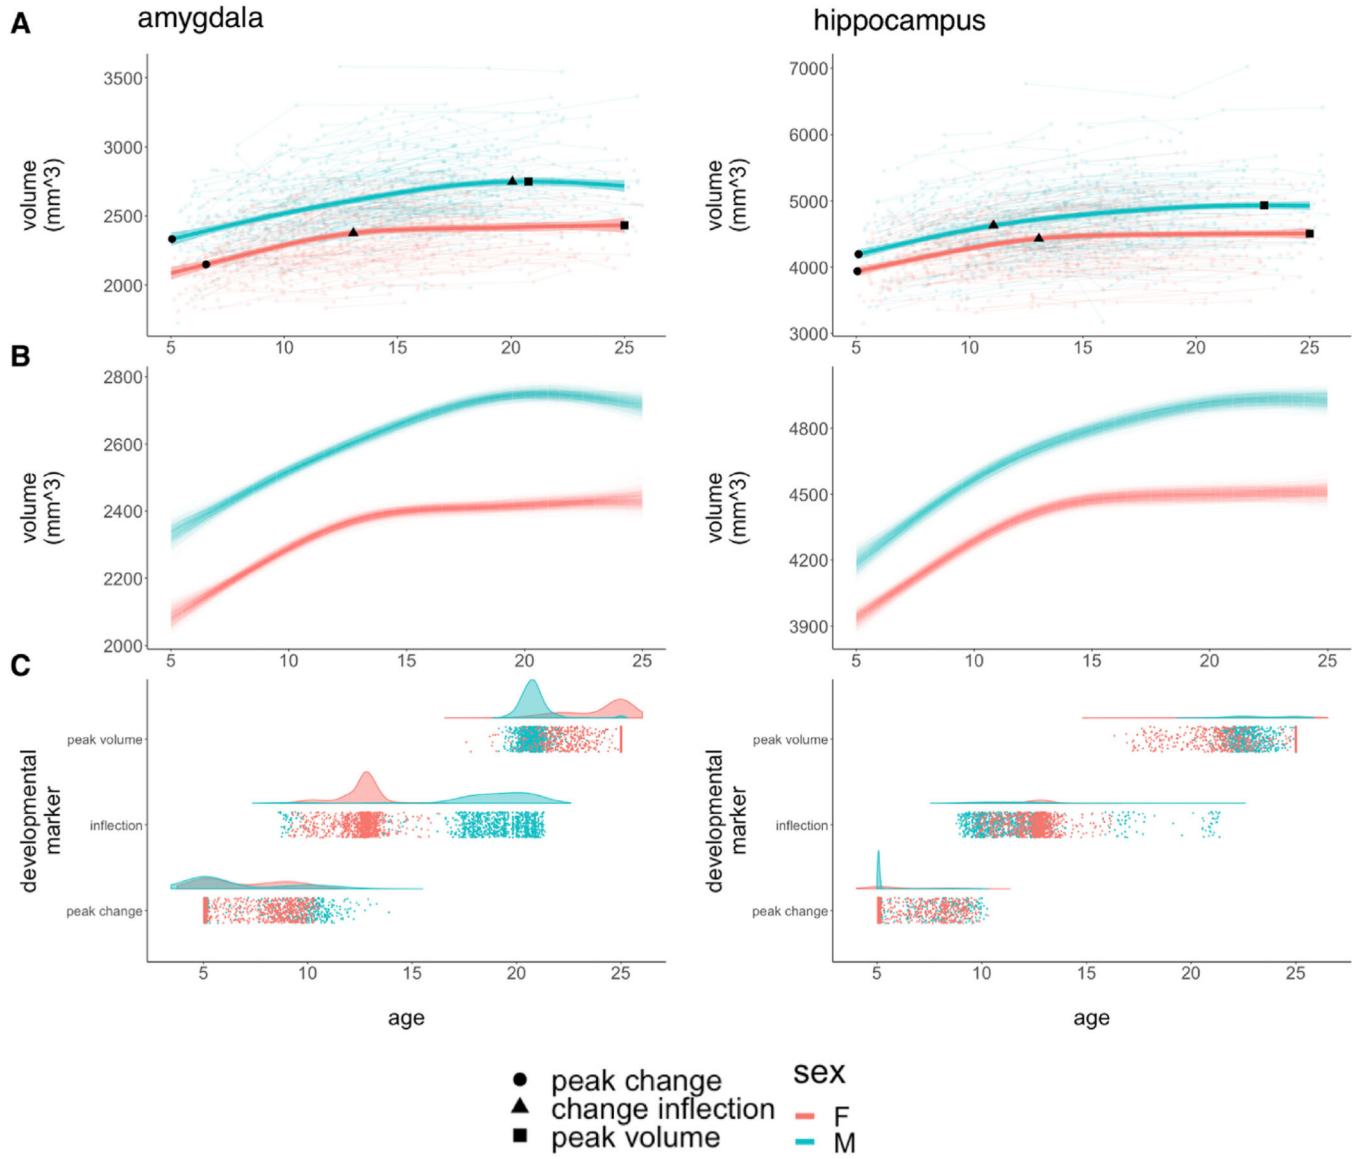 A
amygdala
hippocampus
3500
3000
2500
2000
volume
(mm^3)
5 10 15 20 25
7000
6000
5000
4000
3000
volume
(mm^3)
5 10 15 20 25
B
2800
2600
2400
2200
2000
volume
(mm^3)
5 10 15 20 25
4800
4500
4200
3900
volume
(mm^3)
5 10 15 20 25
C
developmental
marker
peak volume
inflection
peak change
5 10 15 20 25
age
developmental
marker
peak volume
inflection
peak change
5 10 15 20 25
age
peak change
change inflection
peak volume
sex
F
M